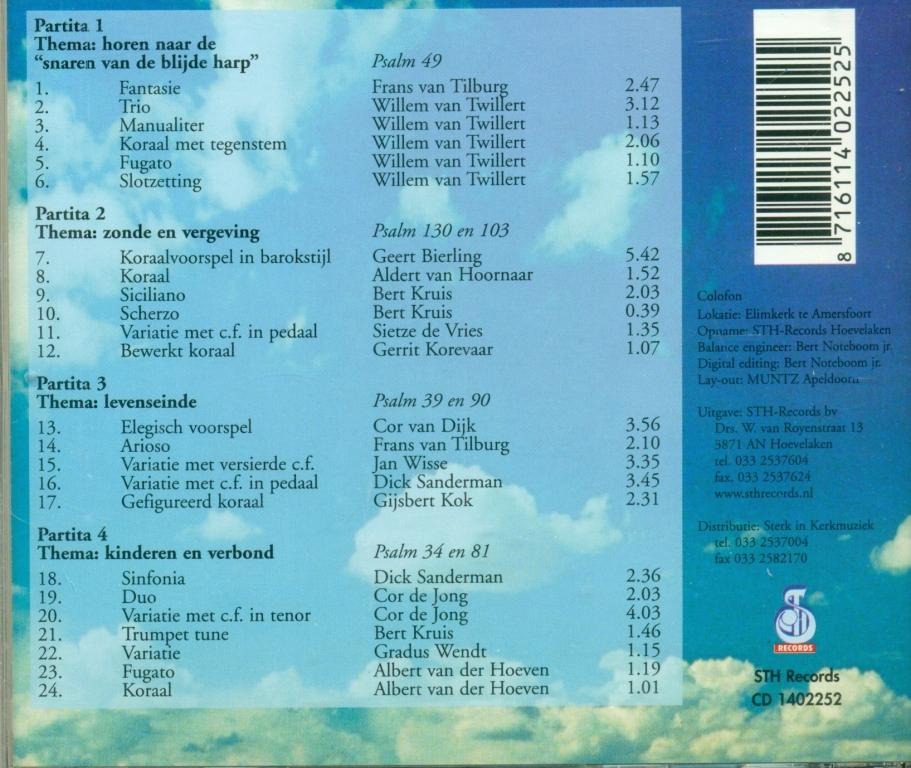 Partita 1
Thema: horen naar de
“snaren van de blijde harp” Psalm 49
1. Fantasie Frans van Tilburg 2.47
2. Trio Willem van Twillert 3.12
3. Manualiter Willem van Twillert 1.13
4. Koraal met tegenstem Willem van Twillert 2.06
5. Fugato Willem van Twillert 1.10
6. Slotzetting Willem van Twillert 1.57
Partita 2
Thema: zonde en vergeving Psalm 130 en 103
7. Koraalvoorspel in barokstijl Geert Bierling 5.42
8. Koraal Aldert van Hoornaar 1.52
9. Siciliano Bert Kruis 2.03
10. Scherzo Bert Kruis 0.39
11. Variatie met c.f. in pedaal Sietze de Vries 1.35
12. Bewerkt koraal Gerrit Korevaar 1.07
Partita 3
Thema: levenseinde Psalm 39 en 90
13. Elegisch voorspel Cor van Dijk 3.56
14. Arioso Frans van Tilburg 2.10
15. Variatie met versierde c.f. Jan Wisse 3.35
16. Variatie met c.f. in pedaal Dick Sanderman 3.45
17. Gefigureerd koraal Gijsbert Kok 2.31
Partita 4
Thema: kinderen en verbond Psalm 34 en 81
18. Sinfonia Dick Sanderman 2.36
19. Duo Cor de Jong 2.03
20. Variatie met c.f. in tenor Cor de Jong 4.03
21. Trumpet tune Bert Kruis 1.46
22. Variatie Gradus Wendt 1.15
23. Fugato Albert van der Hoeven 1.19
24. Koraal Albert van der Hoeven 1.01
8 716114 022525
Colofon
Lokatie: Elimkerk te Amersfoort
Opname: STH-Records Hoevelaken
Balance engineer: Bert Noteboom jr.
Digital editing: Bert Noteboom jr.
Lay-out: MUNTZ Apeldoorn
Uitgave: STH-Records bv
Drs. W. van Royenstraat 13
3871 AN Hoevelaken
tel. 033 2537604
fax. 033 2537624
www.sthrecords.nl
Distributie: Sterk in Kerkmuziek
tel. 033 2537004
fax 033 2582170
RECORDS
STH Records
CD 1402252